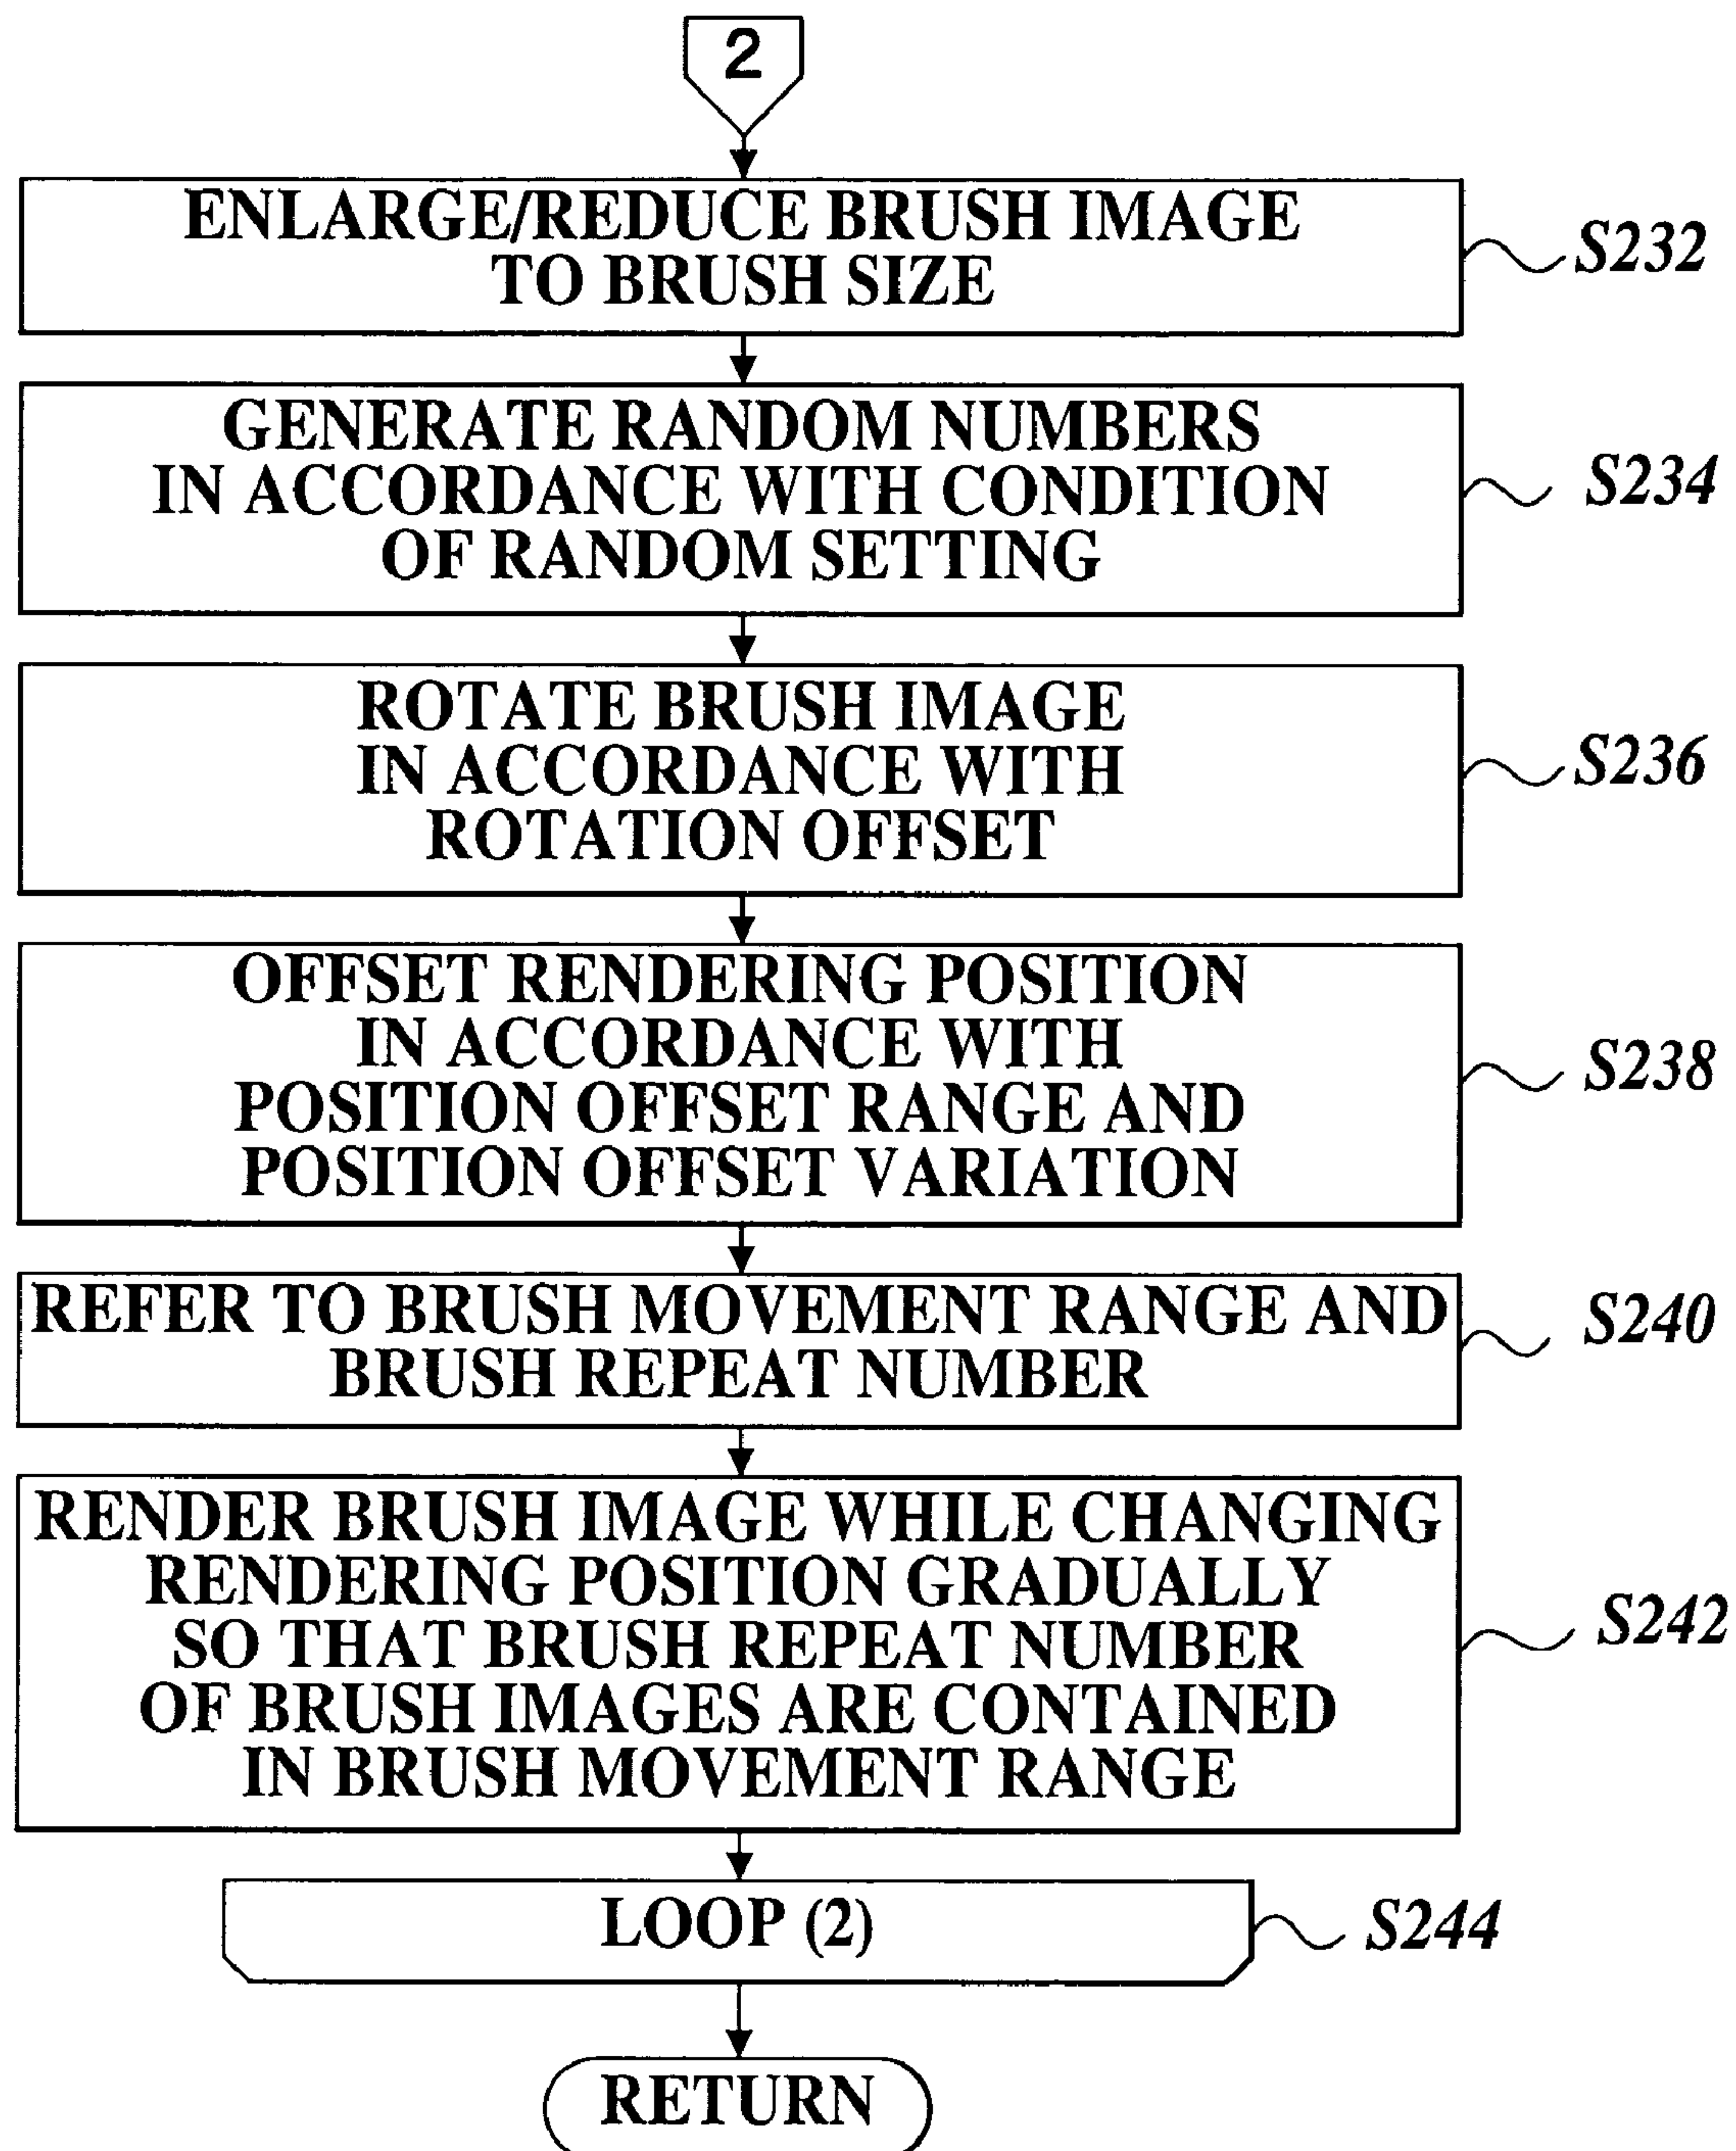 2
ENLARGE/REDUCE BRUSH IMAGE
TO BRUSH SIZE
S232
GENERATE RANDOM NUMBERS
IN ACCORDANCE WITH CONDITION
OF RANDOM SETTING
S234
ROTATE BRUSH IMAGE
IN ACCORDANCE WITH
ROTATION OFFSET
S236
OFFSET RENDERING POSITION
IN ACCORDANCE WITH
POSITION OFFSET RANGE AND
POSITION OFFSET VARIATION
S238
REFER TO BRUSH MOVEMENT RANGE AND
BRUSH REPEAT NUMBER
S240
RENDER BRUSH IMAGE WHILE CHANGING
RENDERING POSITION GRADUALLY
SO THAT BRUSH REPEAT NUMBER
OF BRUSH IMAGES ARE CONTAINED
IN BRUSH MOVEMENT RANGE
S242
LOOP (2)
S244
RETURN